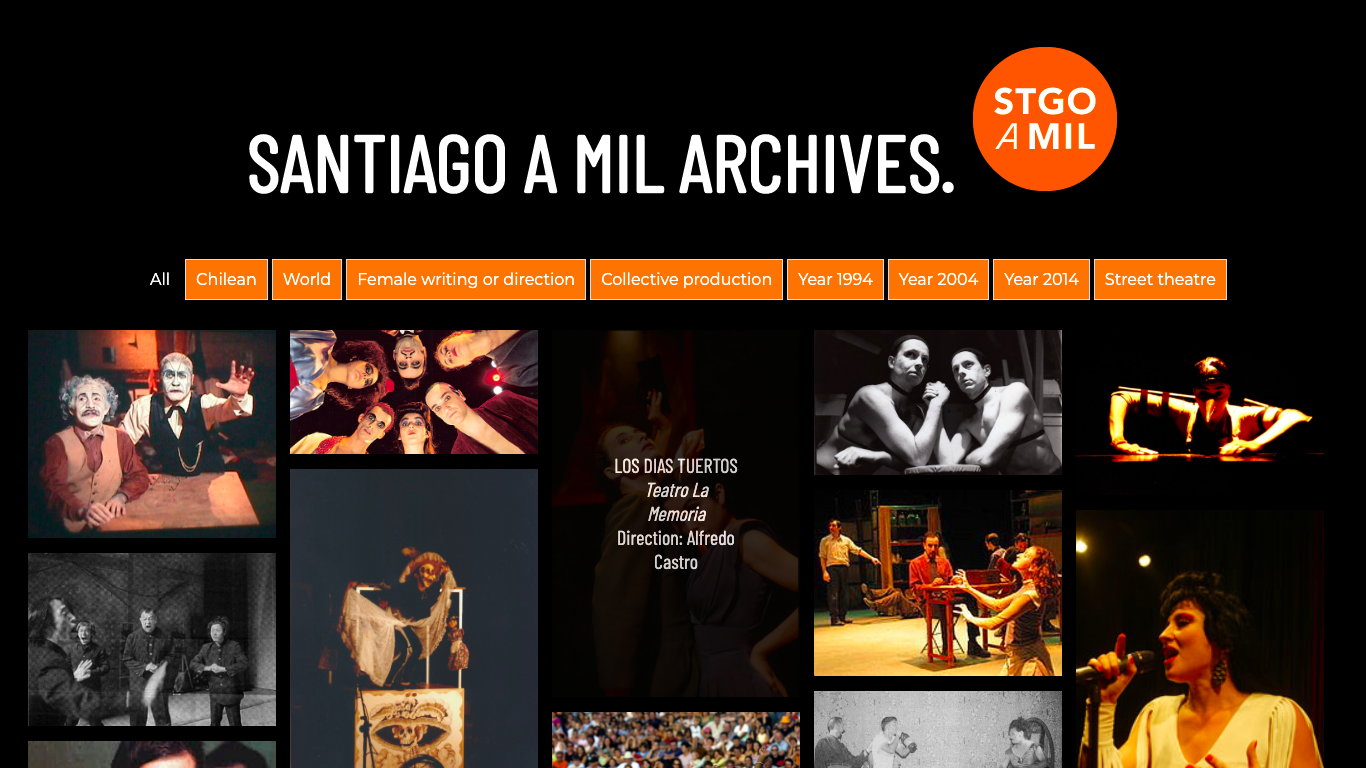 STGO
A MIL
SANTIAGO A MIL ARCHIVES.
All Chilean World Female writing or direction Collective production Year 1994 Year 2004 Year 2014 Street theatre
LOS DIAS TUERTOS
Teatro La
Memoria
Direction: Alfredo
Castro